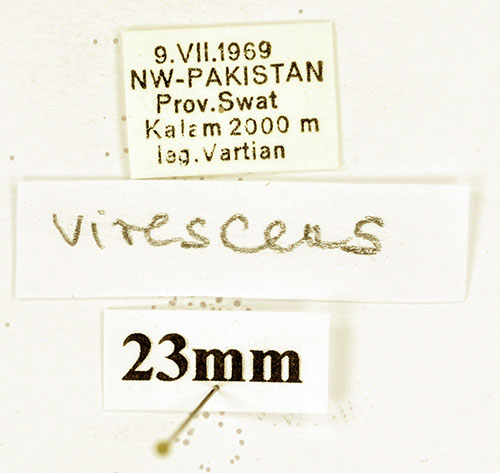 9.VII.1969
NW-PAKISTAN
Prov.Swat
Kalam 2000 m
leg.Vartian
virescens
23mm